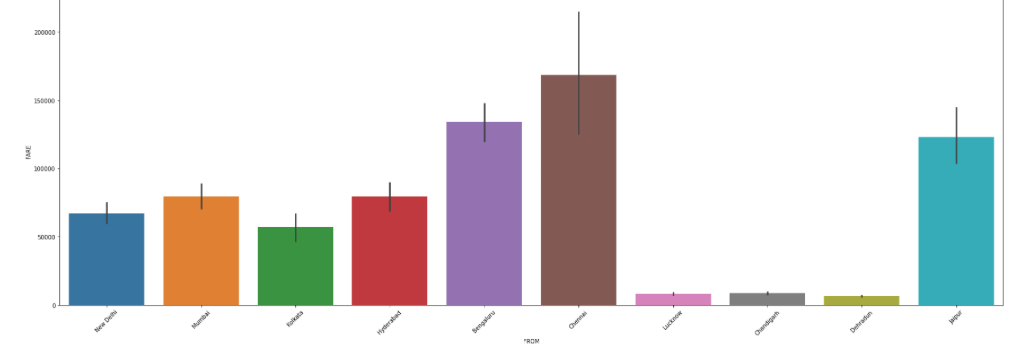 200000
150000
100000
50000
0
FARE
New Delhi
Mumbai
Kolkata
Hyderabad
Bengaluru
Chennai
Lucknow
Chandigarh
Dehradun
Jaipur
FROM